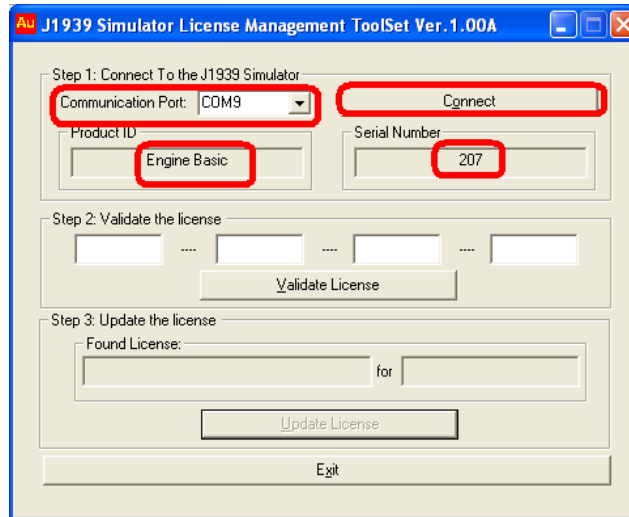 Au J1939 Simulator License Management ToolSet Ver.1.00A
Step 1: Connect To the J1939 Simulator
Communication Port: COM9 Connect
Product ID Serial Number
Engine Basic 207
Step 2: Validate the license
---- ---- ----
Validate License
Step 3: Update the license
Found License:
for
Update License
Exit